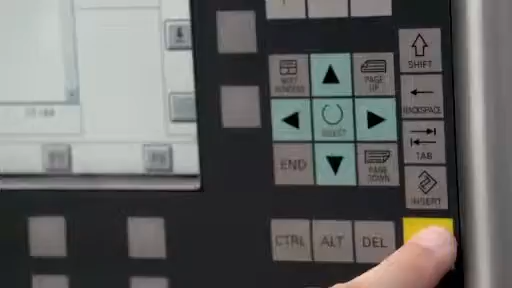 SHIFT
PAGE
UP
BACKSPACE
SELECT
TAB
END
PAGE
DOWN
INSERT
CTRL
ALT
DEL